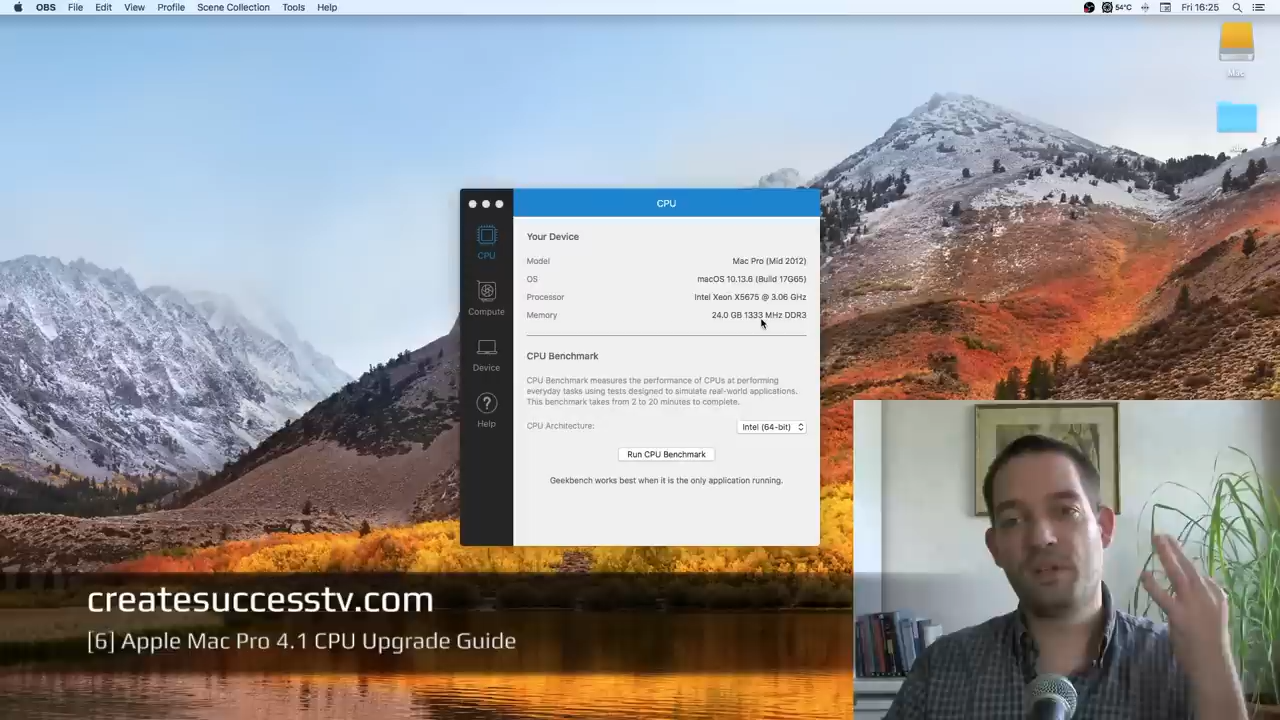 OBS File Edit View Profile Scene Collection Tools Help 54°C Fri 16:25
Mac
CPU
CPU
Compute
Device
Help
Your Device
Model Mac Pro (Mid 2012)
OS macOS 10.13.6 (Build 17G65)
Processor Intel Xeon X5675 @ 3.06 GHz
Memory 24.0 GB 1333 MHz DDR3
CPU Benchmark
CPU Benchmark measures the performance of CPUs at performing
everyday tasks using tests designed to simulate real-world applications.
This benchmark takes from 2 to 20 minutes to complete.
CPU Architecture: Intel (64-bit)
Run CPU Benchmark
Geekbench works best when it is the only application running.
createsuccesstv.com
[6] Apple Mac Pro 4.1 CPU Upgrade Guide